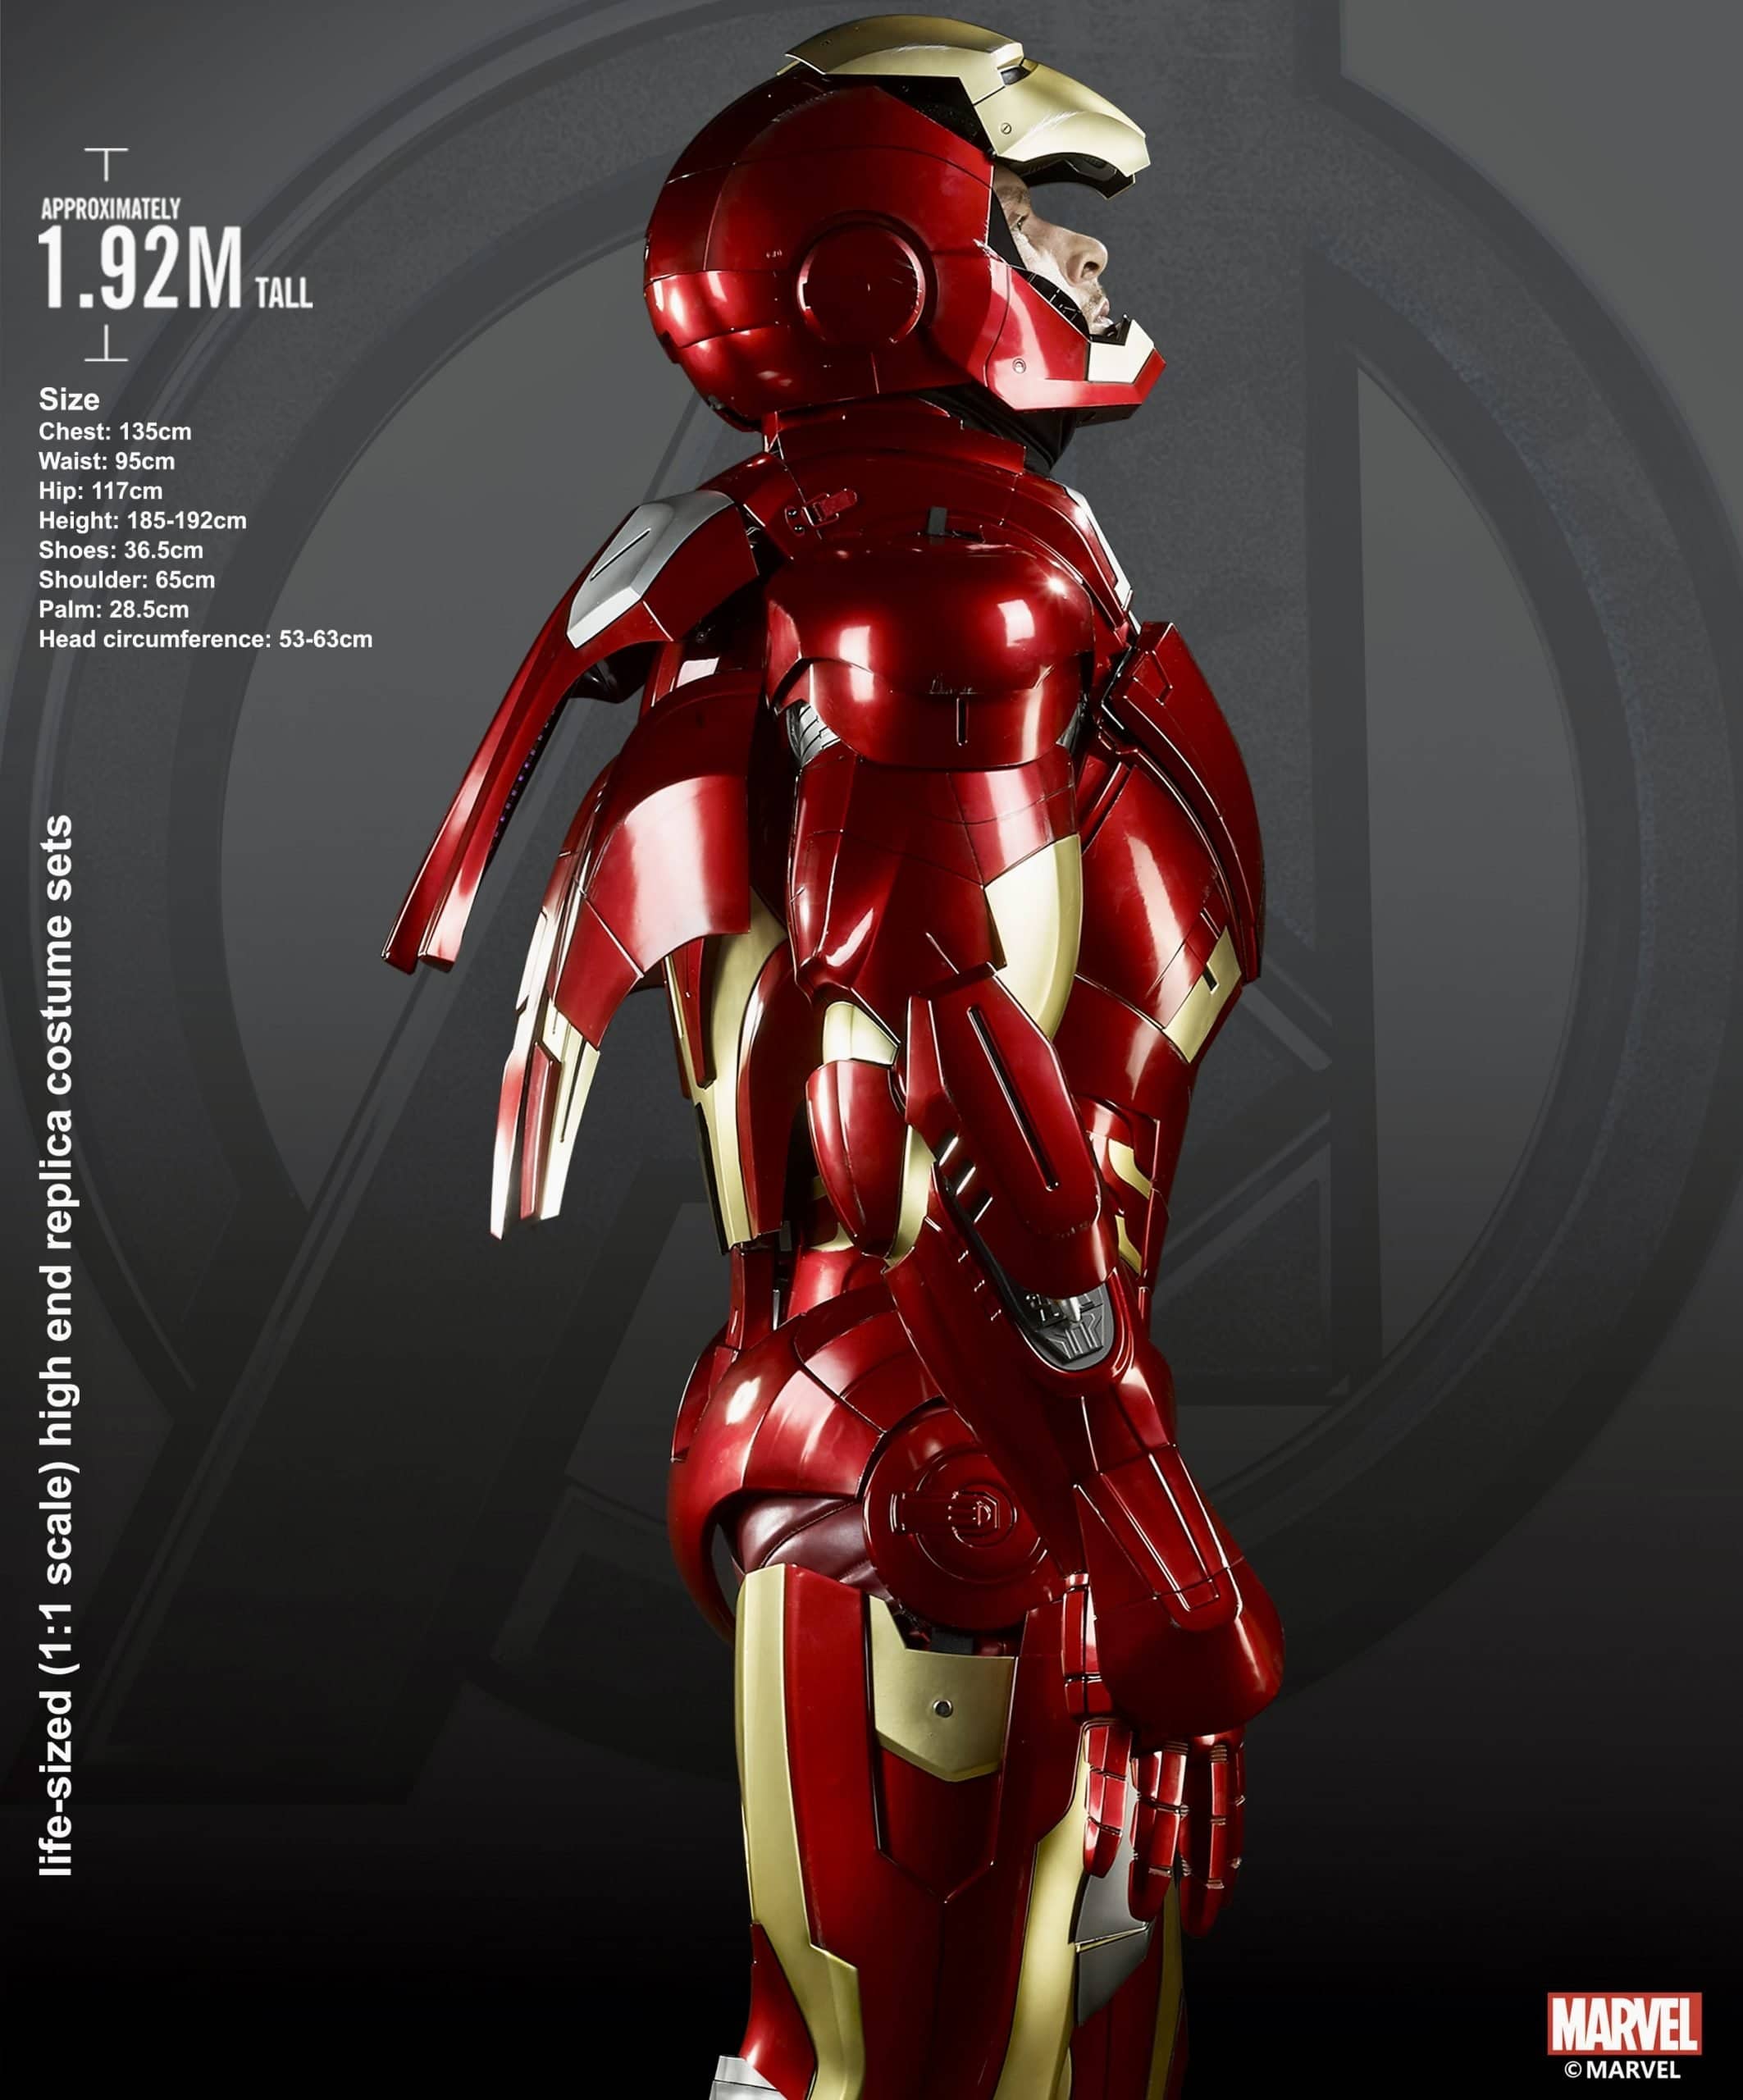 APPROXIMATELY
1.92M TALL
Size
Chest: 135cm
Waist: 95cm
Hip: 117cm
Height: 185-192cm
Shoes: 36.5cm
Shoulder: 65cm
Palm: 28.5cm
Head circumference: 53-63cm
life-sized (1:1 scale) high end replica costume sets
MARVEL
© MARVEL